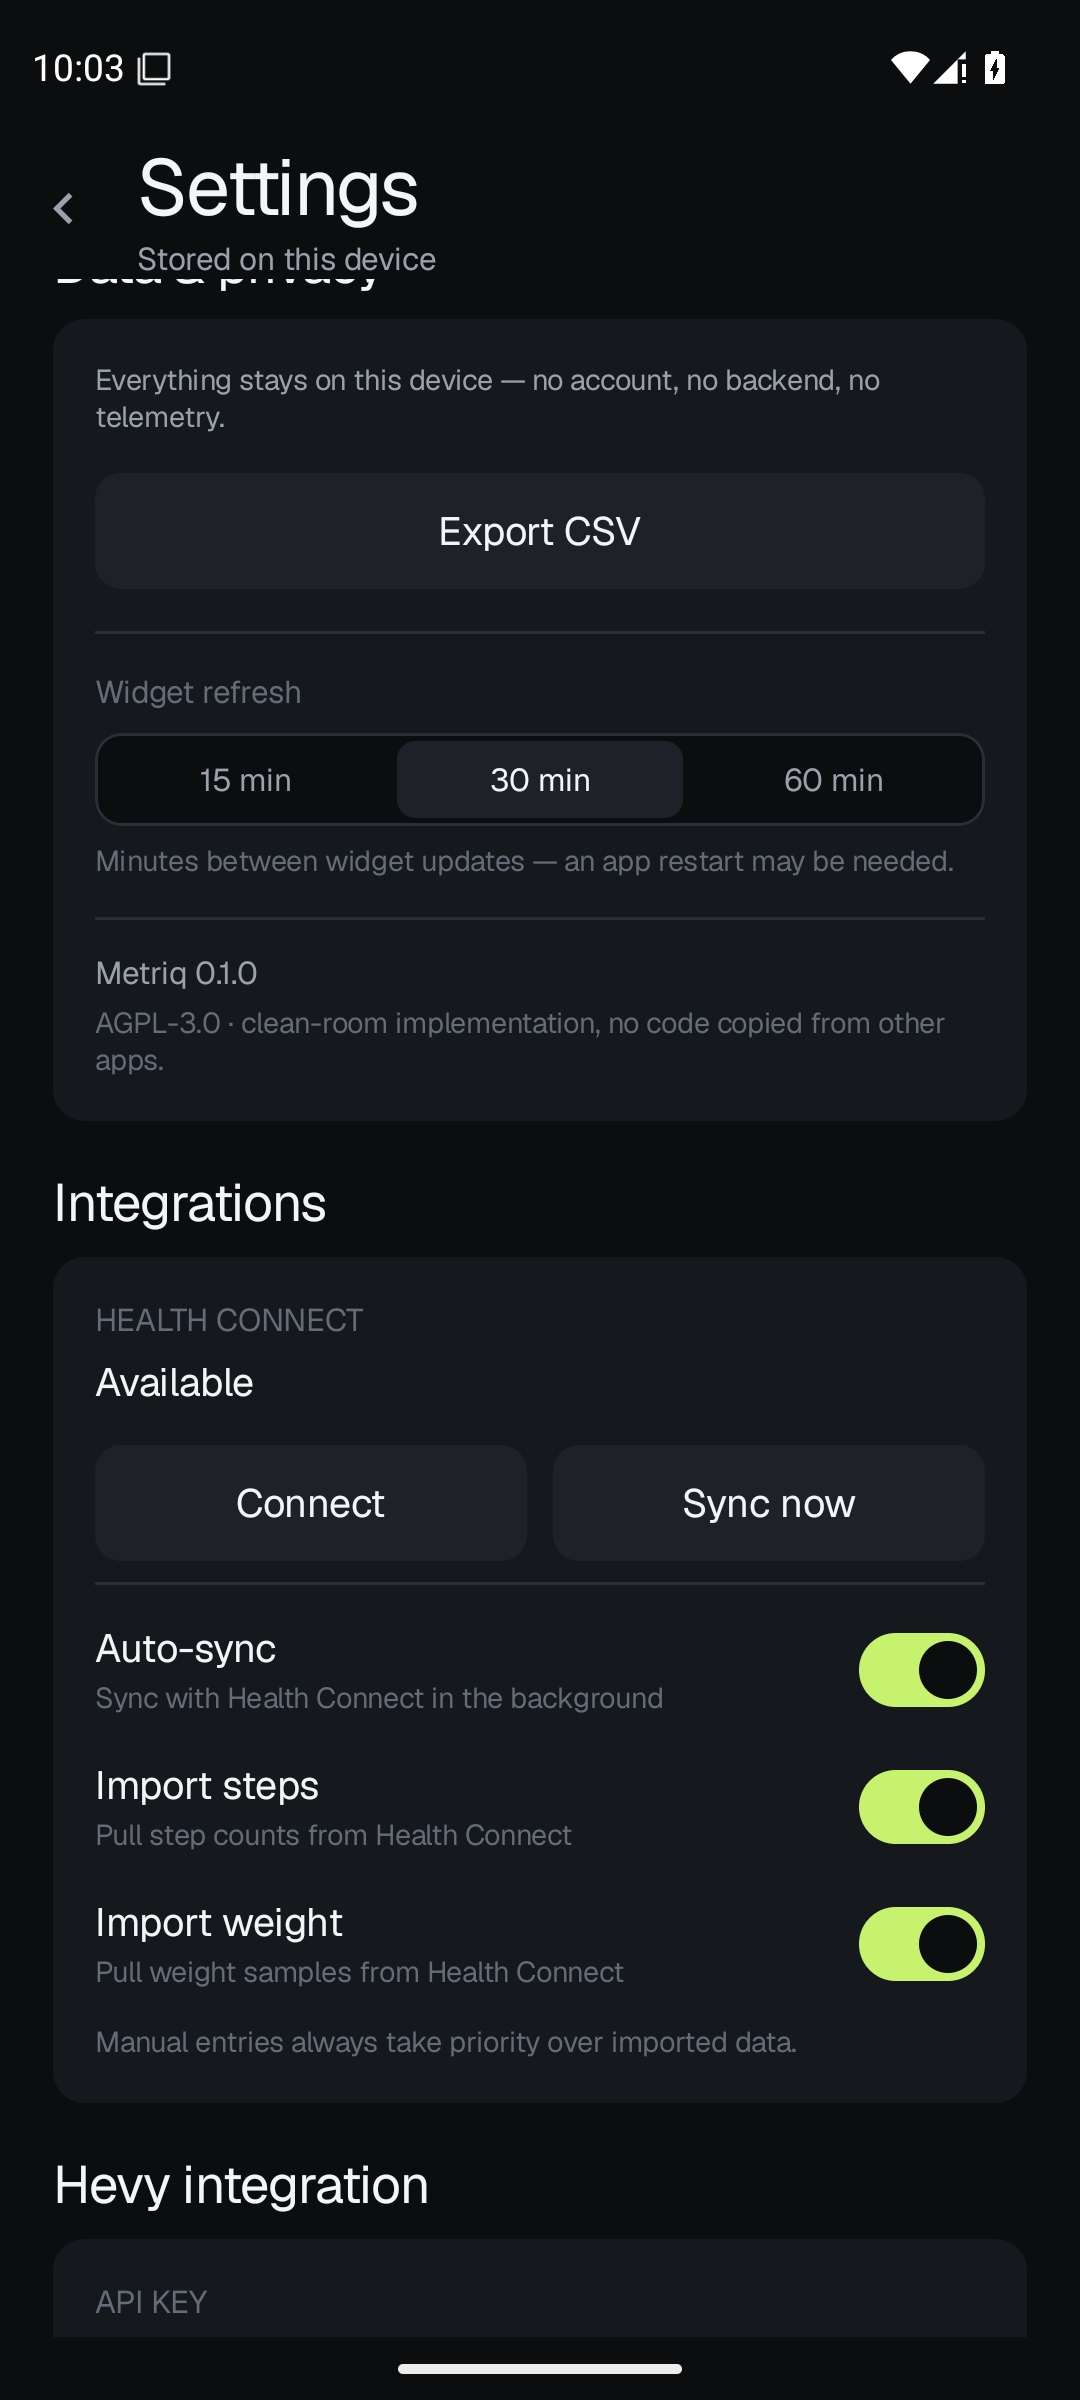 10:03
Settings
Stored on this device
Data & privacy
Everything stays on this device — no account, no backend, no
telemetry.
Export CSV
Widget refresh
15 min
30 min
60 min
Minutes between widget updates — an app restart may be needed.
Metriq 0.1.0
AGPL-3.0 · clean-room implementation, no code copied from other
apps.
Integrations
HEALTH CONNECT
Available
Connect
Sync now
Auto-sync
Sync with Health Connect in the background
Import steps
Pull step counts from Health Connect
Import weight
Pull weight samples from Health Connect
Manual entries always take priority over imported data.
Hevy integration
API KEY